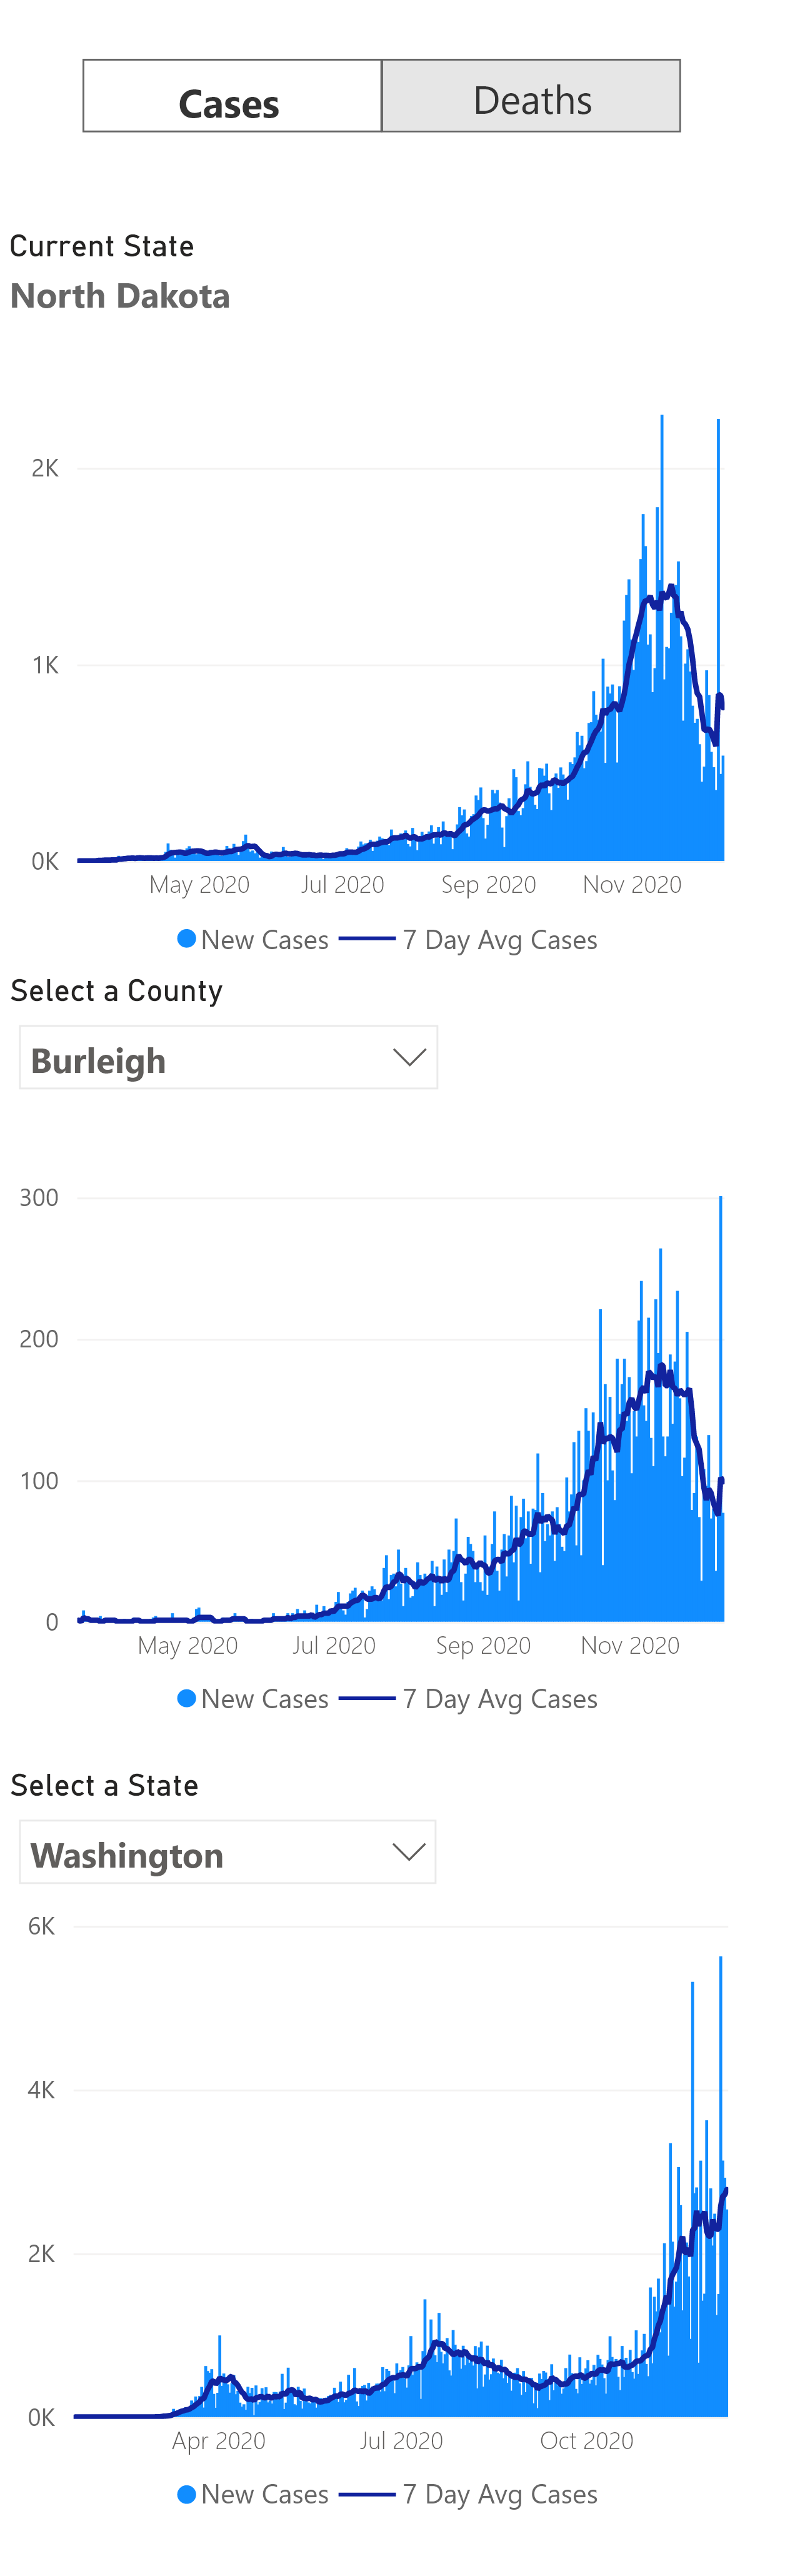 Cases Deaths
Current State
North Dakota
2K
1K
0K
May 2020 Jul 2020 Sep 2020 Nov 2020
New Cases 7 Day Avg Cases
Select a County
Burleigh
300
200
100
0
May 2020 Jul 2020 Sep 2020 Nov 2020
New Cases 7 Day Avg Cases
Select a State
Washington
6K
4K
2K
0K
Apr 2020 Jul 2020 Oct 2020
New Cases 7 Day Avg Cases